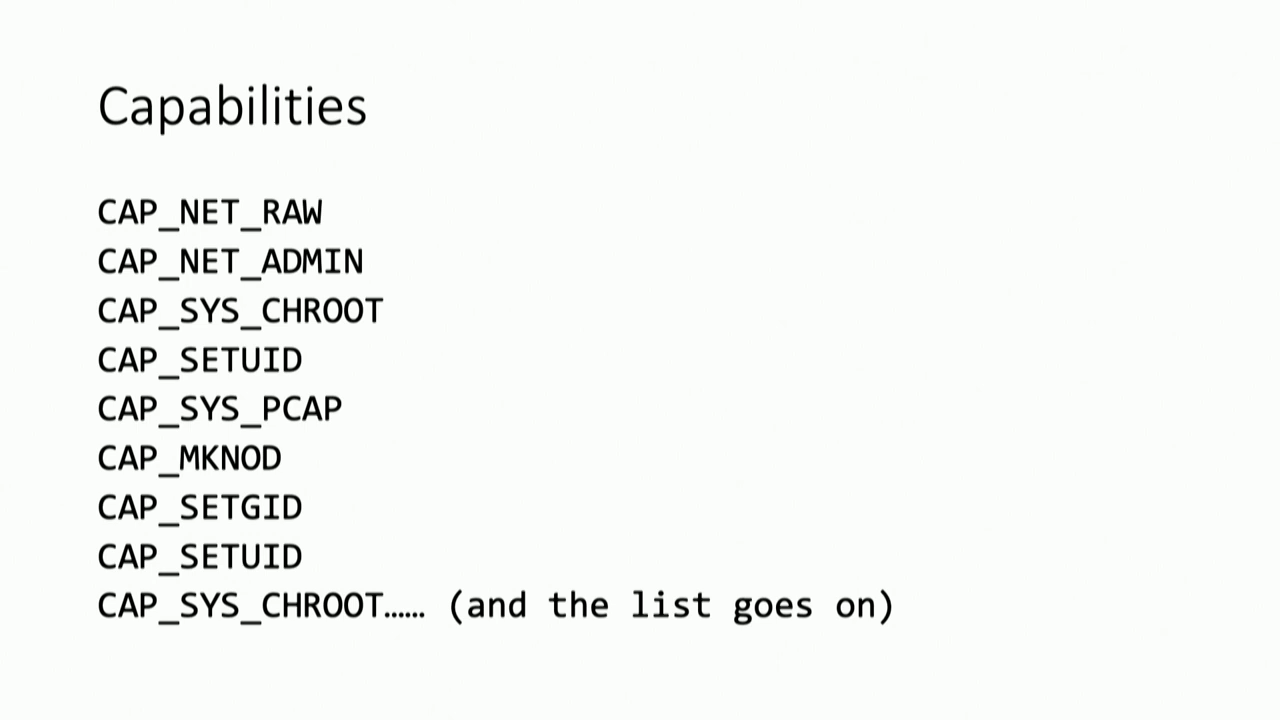 Capabilities
CAP_NET_RAW
CAP_NET_ADMIN
CAP_SYS_CHROOT
CAP_SETUID
CAP_SYS_PCAP
CAP_MKNOD
CAP_SETGID
CAP_SETUID
CAP_SYS_CHROOT…… (and the list goes on)